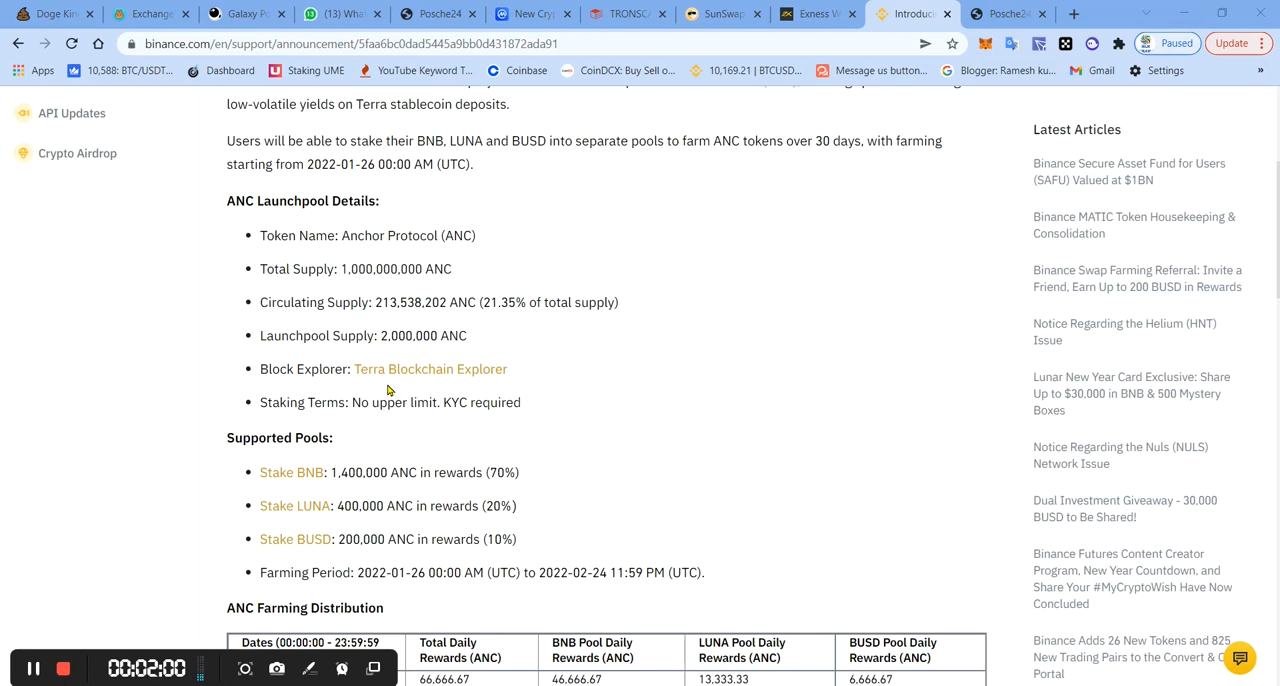 Doge Kin
Exchange
Galaxy Po
(13) Wha
Posche24
New Cry
TRONSC
SunSwap
Exness W
Introduci
Posche24
binance.com/en/support/announcement/5faa6bc0dad5445a9bb0d431872ada91
Paused
Update
Apps
10,588: BTC/USDT...
Dashboard
Staking UME
YouTube Keyword T...
Coinbase
CoinDCX: Buy Sell o...
10,169.21 | BTCUSD...
Message us button...
Blogger: Ramesh ku...
Gmail
Settings
»
API Updates
Crypto Airdrop
low-volatile yields on Terra stablecoin deposits.
Users will be able to stake their BNB, LUNA and BUSD into separate pools to farm ANC tokens over 30 days, with farming
starting from 2022-01-26 00:00 AM (UTC).
ANC Launchpool Details:
Token Name: Anchor Protocol (ANC)
Total Supply: 1,000,000,000 ANC
Circulating Supply: 213,538,202 ANC (21.35% of total supply)
Launchpool Supply: 2,000,000 ANC
Block Explorer: Terra Blockchain Explorer
Staking Terms: No upper limit. KYC required
Supported Pools:
Stake BNB: 1,400,000 ANC in rewards (70%)
Stake LUNA: 400,000 ANC in rewards (20%)
Stake BUSD: 200,000 ANC in rewards (10%)
Farming Period: 2022-01-26 00:00 AM (UTC) to 2022-02-24 11:59 PM (UTC).
ANC Farming Distribution
Dates (00:00:00 - 23:59:59
Total Daily
Rewards (ANC)
BNB Pool Daily
Rewards (ANC)
LUNA Pool Daily
Rewards (ANC)
BUSD Pool Daily
Rewards (ANC)
66,666.67
46,666.67
13,333.33
6,666.67
00:02:00
Latest Articles
Binance Secure Asset Fund for Users
(SAFU) Valued at $1BN
Binance MATIC Token Housekeeping &
Consolidation
Binance Swap Farming Referral: Invite a
Friend, Earn Up to 200 BUSD in Rewards
Notice Regarding the Helium (HNT)
Issue
Lunar New Year Card Exclusive: Share
Up to $30,000 in BNB & 500 Mystery
Boxes
Notice Regarding the Nuls (NULS)
Network Issue
Dual Investment Giveaway - 30,000
BUSD to Be Shared!
Binance Futures Content Creator
Program, New Year Countdown, and
Share Your #MyCryptoWish Have Now
Concluded
Binance Adds 26 New Tokens and 825
New Trading Pairs to the Convert &
Portal